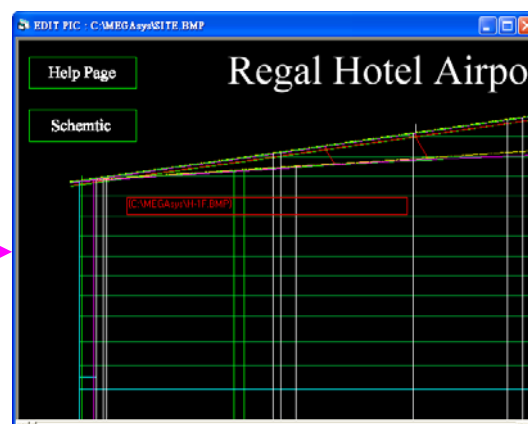 EDIT PIC : C:\MEGAsys\SITE.BMP
Help Page
Regal Hotel Airpo
Schemtic
(C:\MEGAsys\H-1F.BMP)